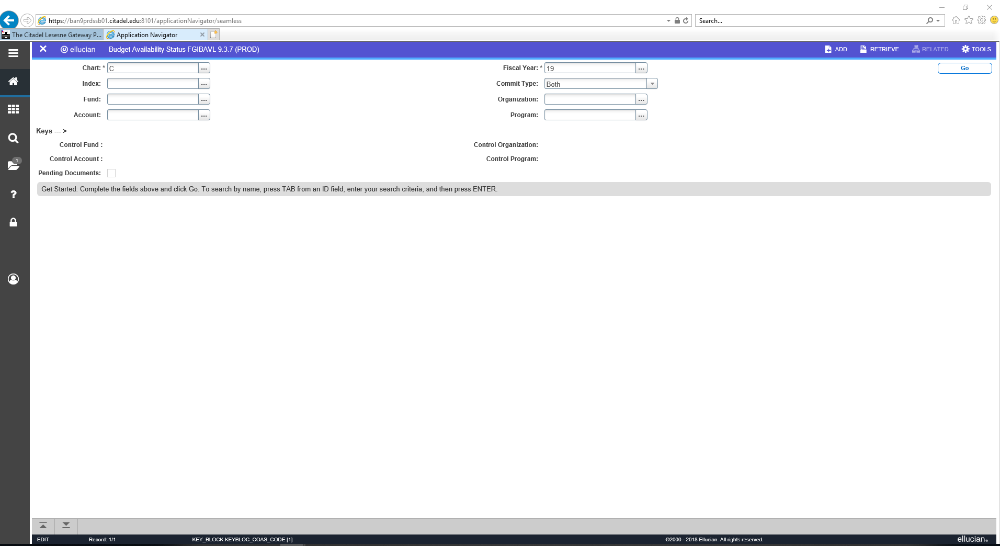 https://ban9prdssb01.citadel.edu:8101/applicationNavigator/seamless
Search...
The Citadel Lesesne Gateway P...
Application Navigator
ellucian
Budget Availability Status FGIBAVL 9.3.7 (PROD)
ADD
RETRIEVE
RELATED
TOOLS
Chart: * C ...
Fiscal Year: * 19 ...
Go
Index: ...
Commit Type: Both
Fund: ...
Organization: ...
Account: ...
Program: ...
Keys --- >
Control Fund :
Control Organization:
Control Account :
Control Program:
1
Pending Documents:
Get Started: Complete the fields above and click Go. To search by name, press TAB from an ID field, enter your search criteria, and then press ENTER.
EDIT
Record: 1/1
KEY_BLOCK.KEYBLOC_COAS_CODE [1]
©2000 - 2018 Ellucian. All rights reserved.
ellucian